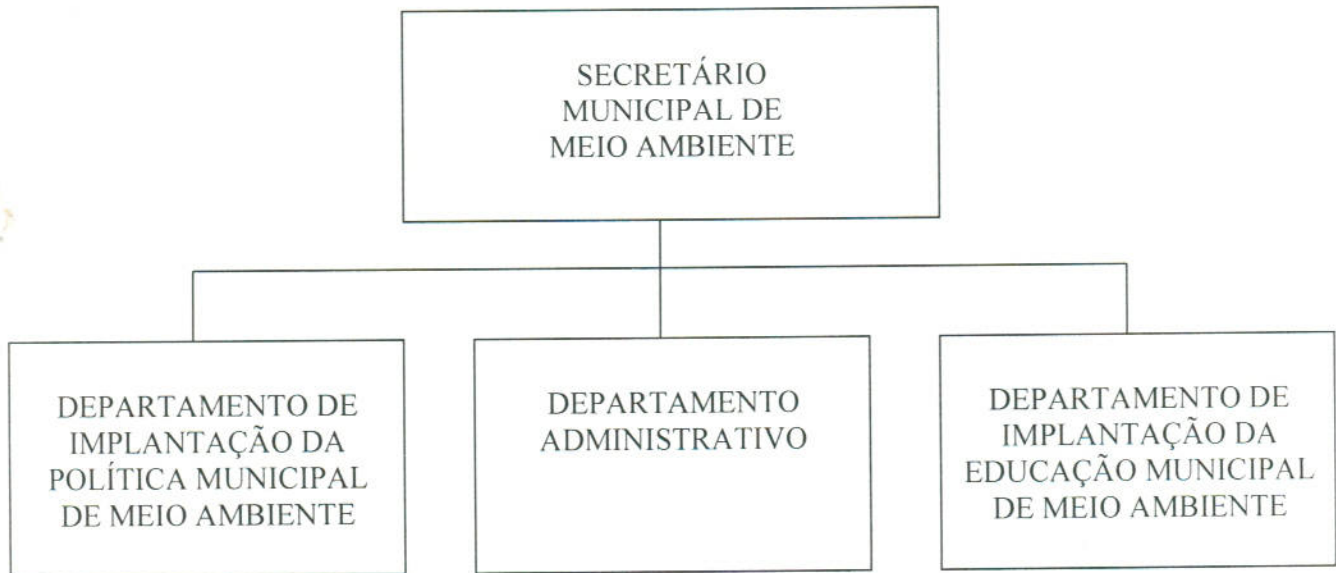 SECRETÁRIO
MUNICIPAL DE
MEIO AMBIENTE
DEPARTAMENTO DE
IMPLANTAÇÃO DA
POLÍTICA MUNICIPAL
DE MEIO AMBIENTE
DEPARTAMENTO
ADMINISTRATIVO
DEPARTAMENTO DE
IMPLANTAÇÃO DA
EDUCAÇÃO MUNICIPAL
DE MEIO AMBIENTE